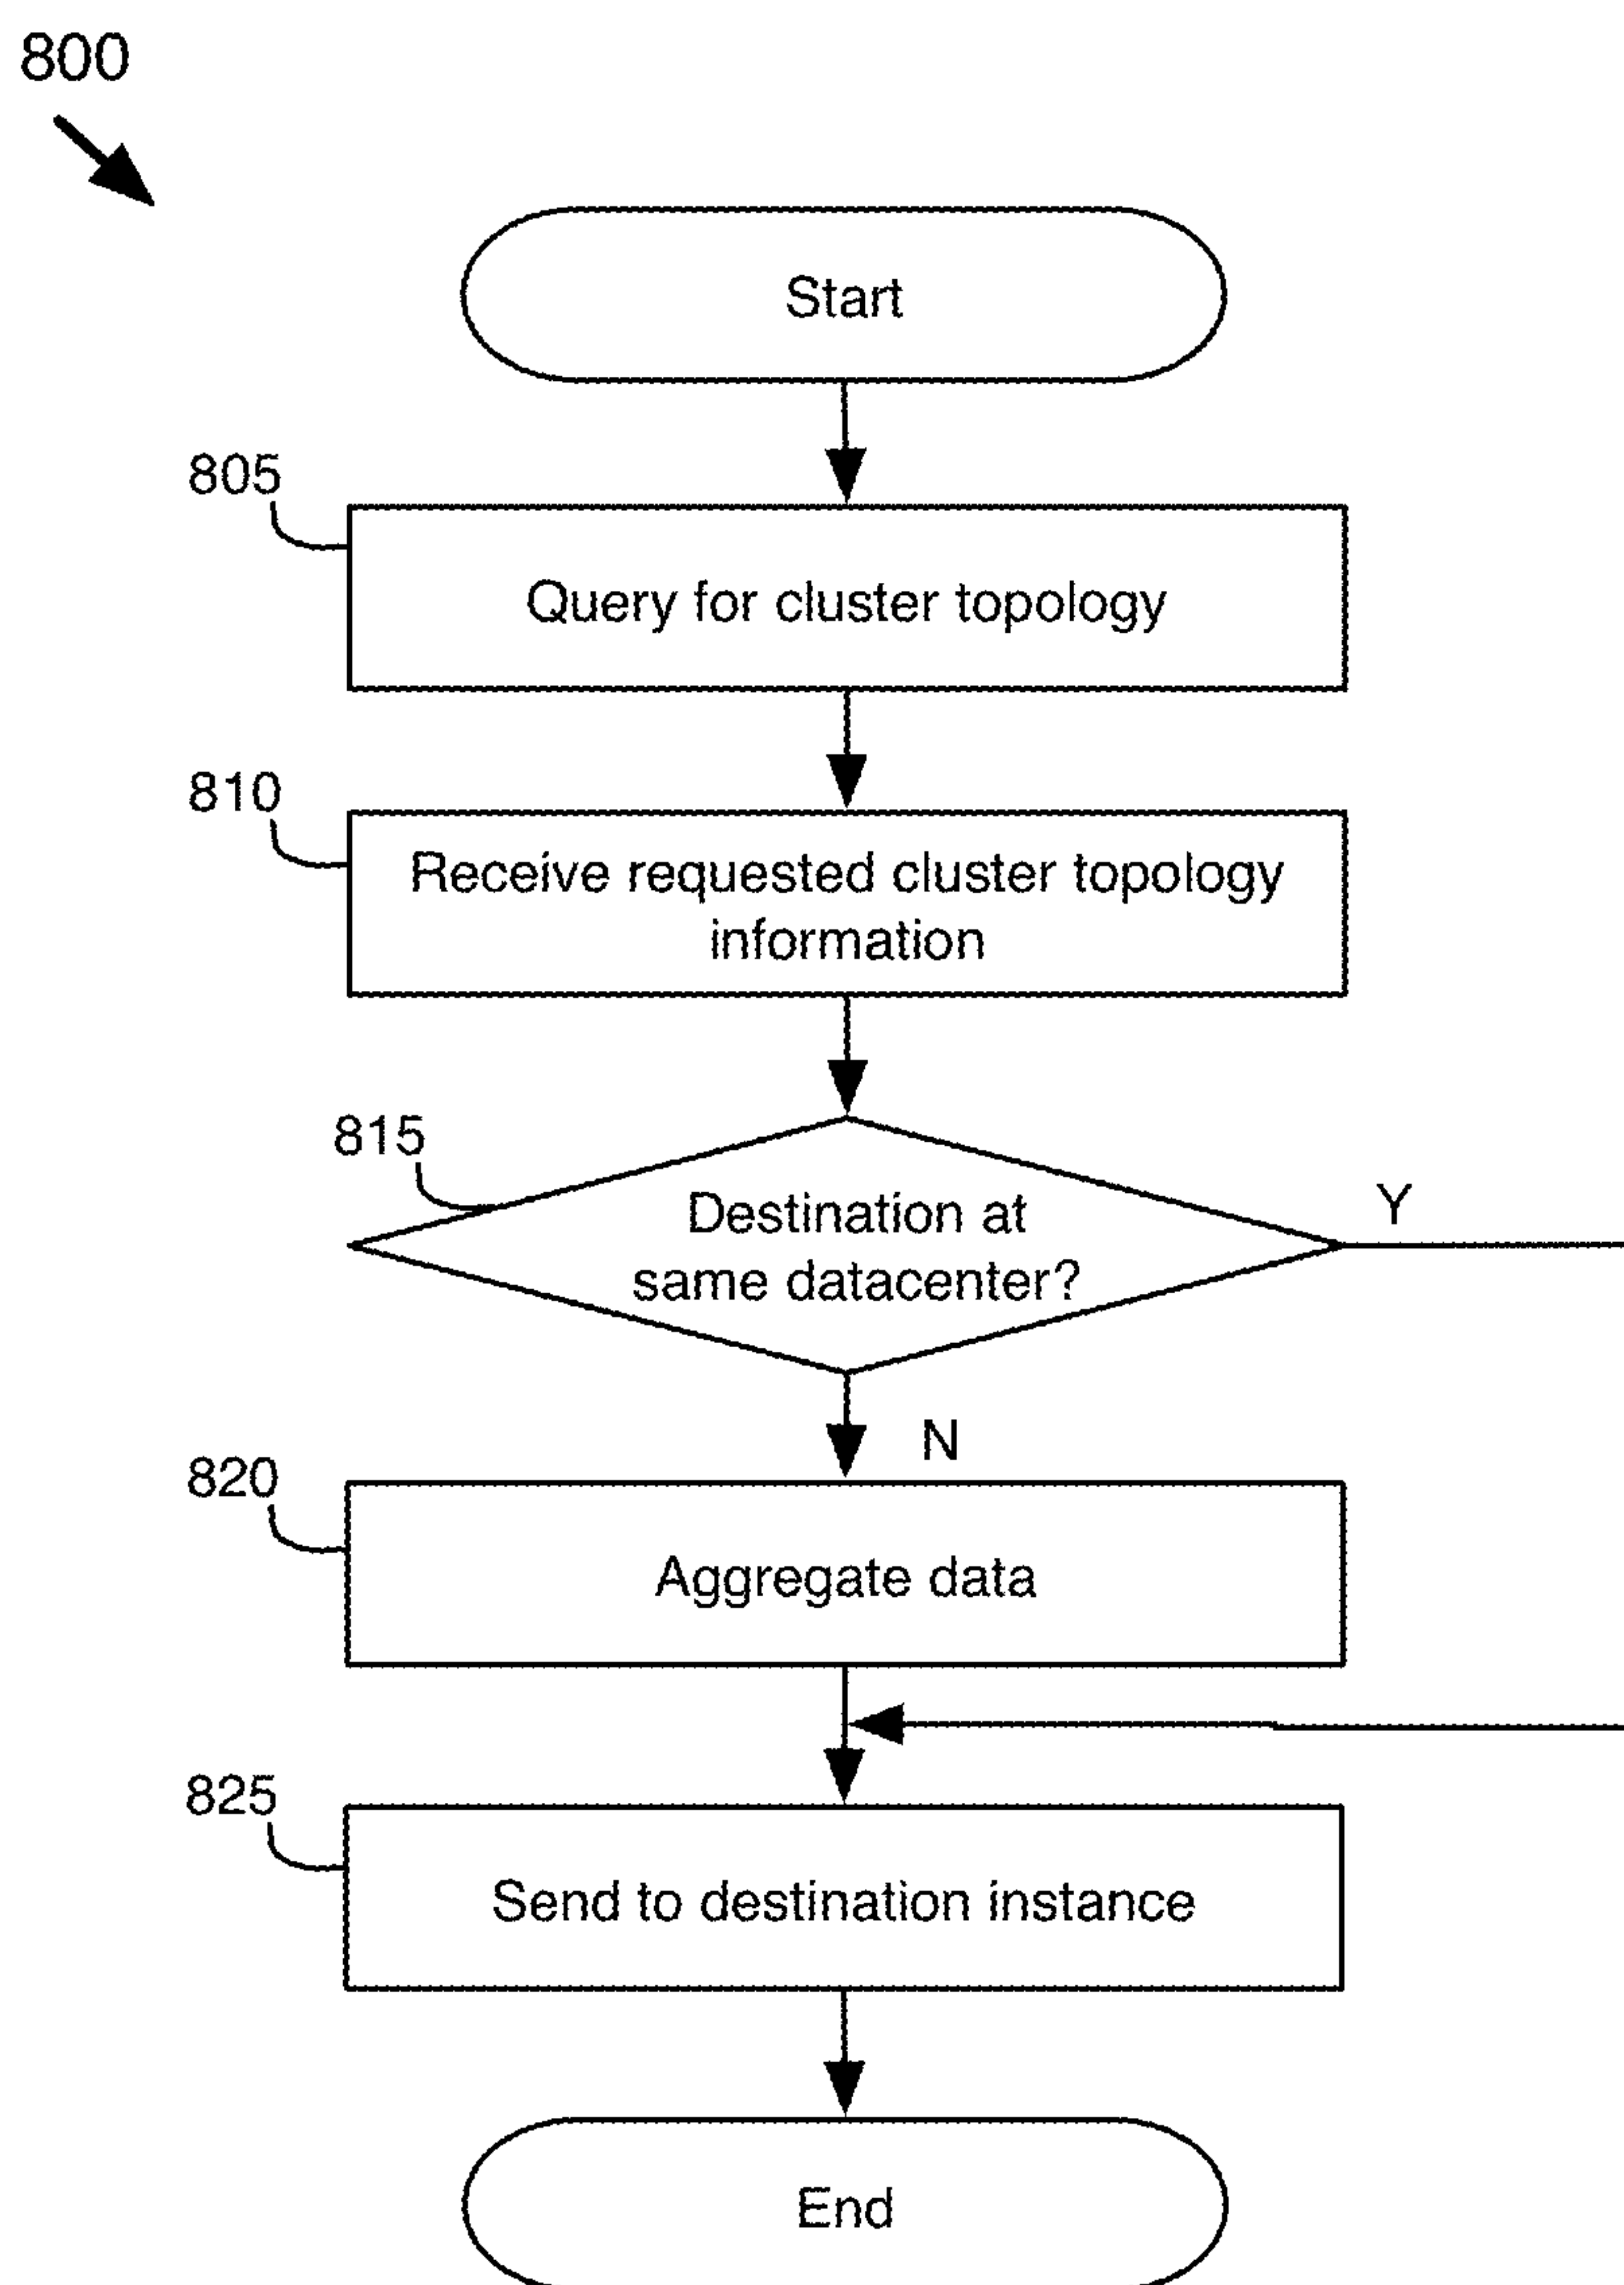 800
Start
805
Query for cluster topology
810
Receive requested cluster topology
information
815
Destination at
same datacenter?
Y
N
820
Aggregate data
825
Send to destination instance
End